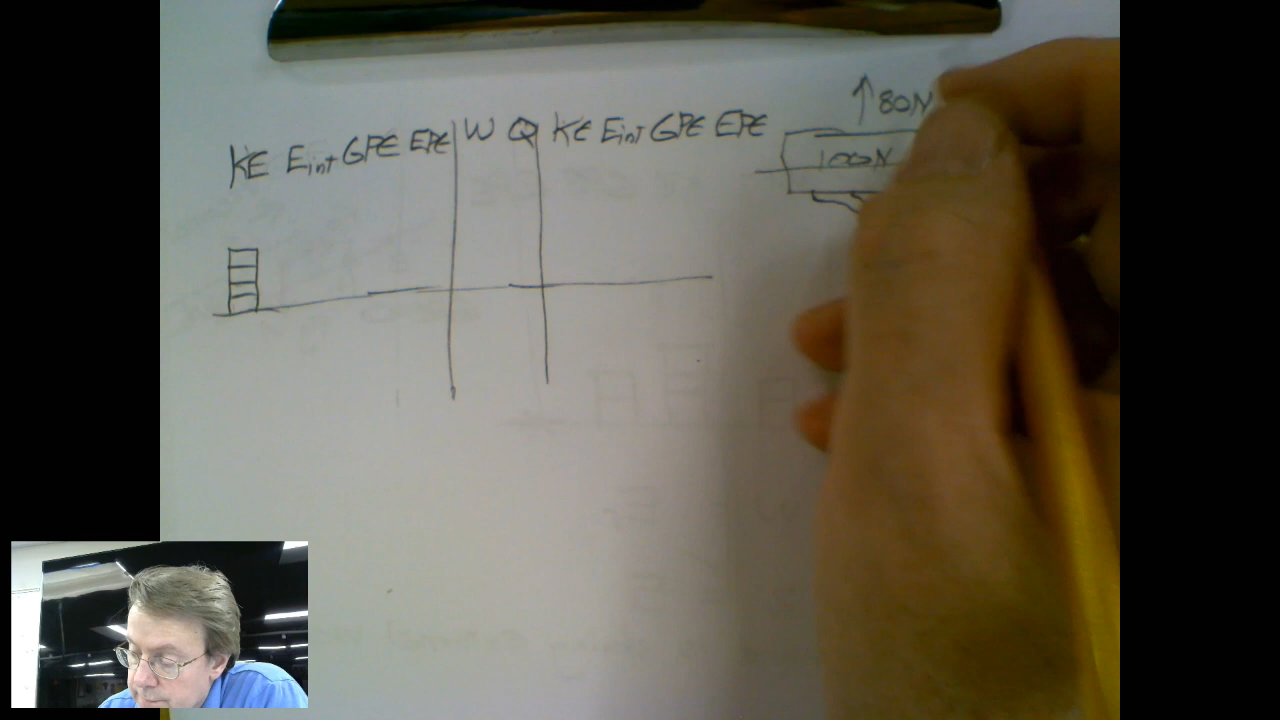 KE Eint GPE EPE W Q KE Eint GPE EPE
↑80N
100N